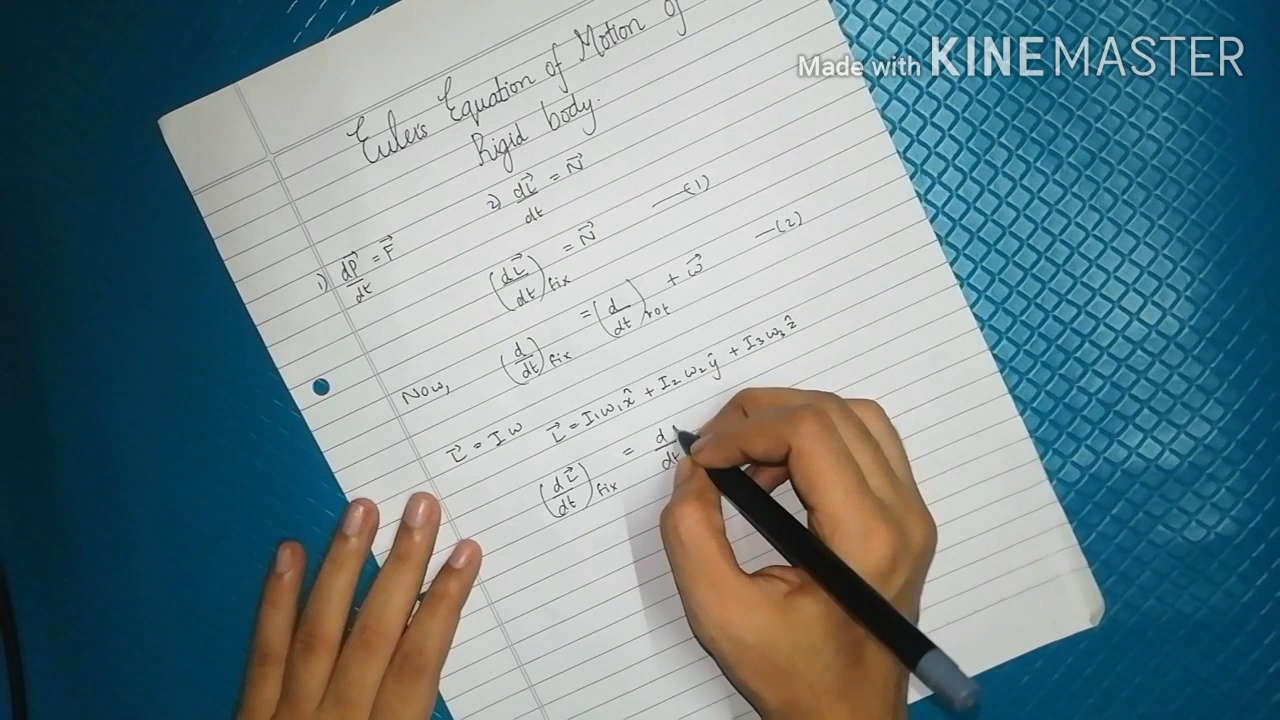 Made with KINEMASTER
Eulers Equation of Motion of
Rigid body.
1) dP⃗/dt = F⃗
2) dL⃗/dt = N⃗
(dL⃗/dt)fix = N⃗ —(1)
Now, (d/dt)fix = (d/dt)rot + ω⃗ —(2)
L⃗ = Iω L⃗ = I₁ω₁x̂ + I₂ω₂ŷ + I₃ω₃ẑ
(dL⃗/dt)fix = d/dt